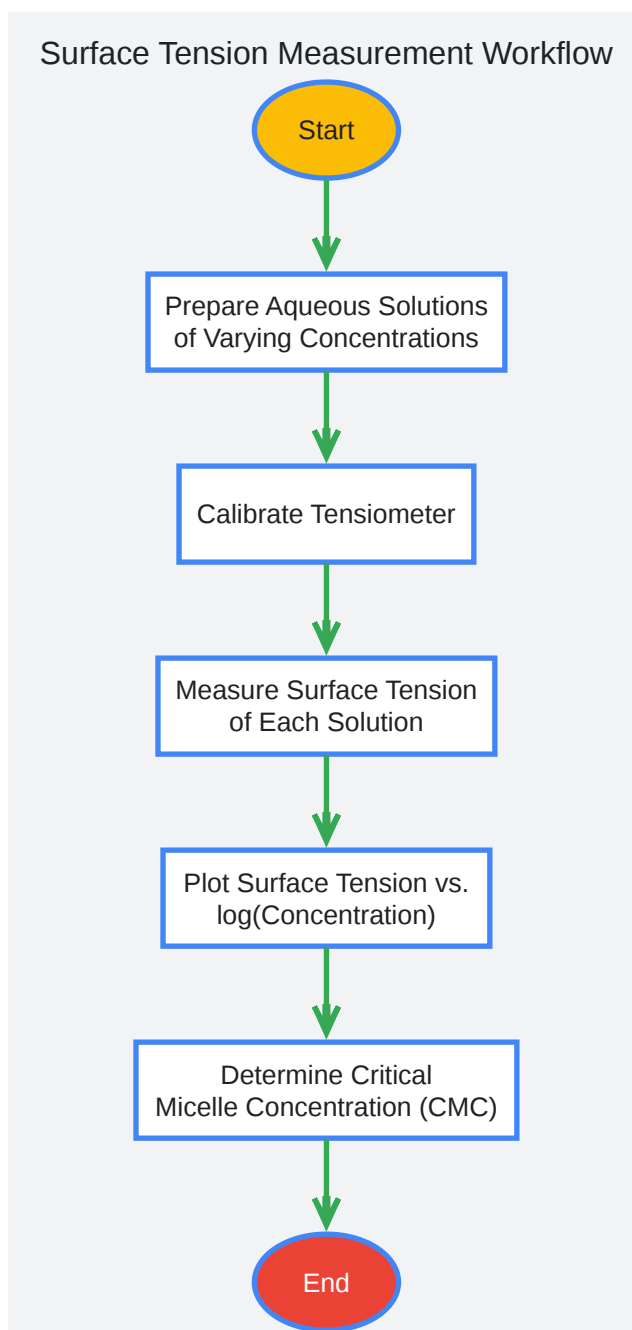 Surface Tension Measurement Workflow
Start
Prepare Aqueous Solutions
of Varying Concentrations
Calibrate Tensiometer
Measure Surface Tension
of Each Solution
Plot Surface Tension vs.
log(Concentration)
Determine Critical
Micelle Concentration (CMC)
End